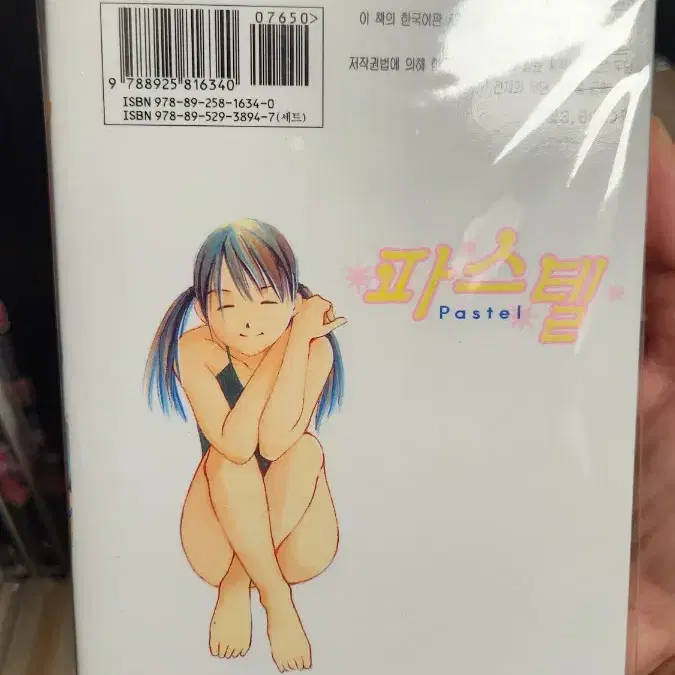 07650>
이 책의 한국어판
저작권법에 의해
9 788925 816340
ISBN 978-89-258-1634-0
ISBN 978-89-529-3894-7(세트)
파스텔
Pastel